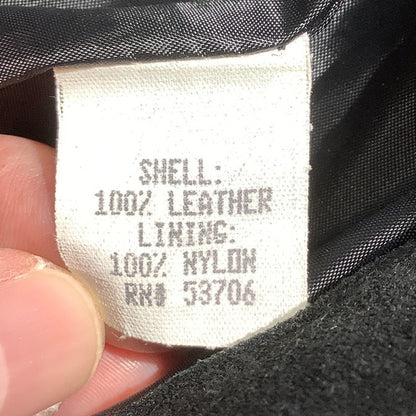 SHELL:
100% LEATHER
LINING:
100% NYLON
RN# 53706